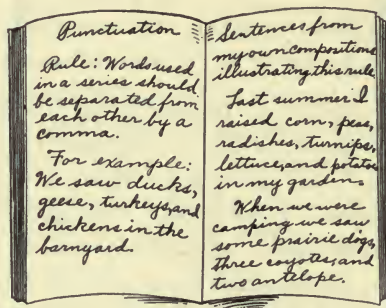 Punctuation
Rule: Words used
in a series should
be separated from
each other by a
comma.
For example:
We saw ducks,
geese, turkeys, and
chickens in the
barnyard.
Sentences from
my own compositions
illustrating this rule.
Last summer I
raised corn, peas,
radishes, turnips,
lettuce, and potatoes
in my garden.
When we were
camping we saw
some prairie dogs,
three coyotes, and
two antelope.